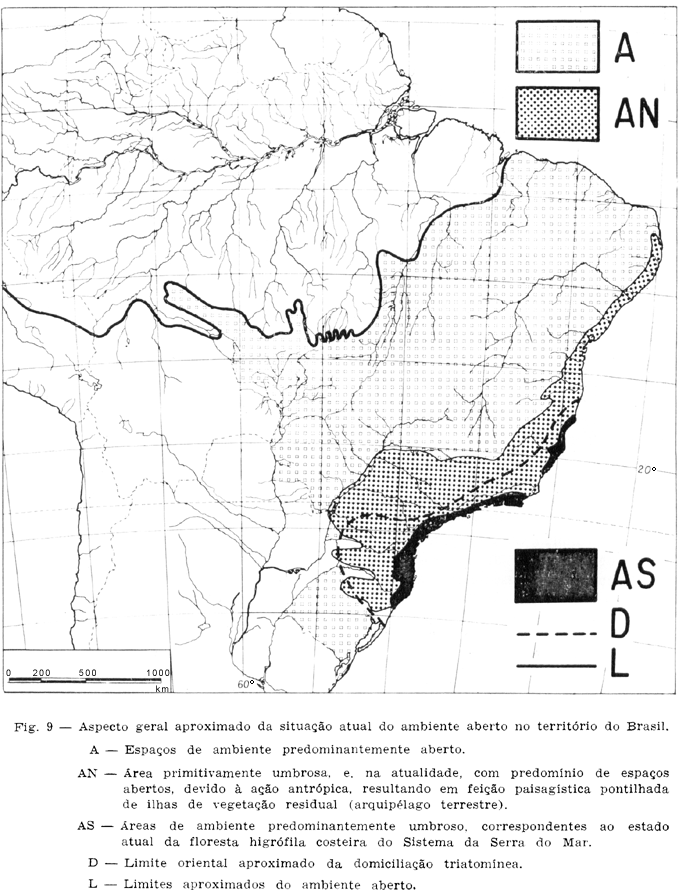 A
AN
20°
AS
D
L
0 200 500 1000
km
60°
Fig. 9 — Aspecto geral aproximado da situação atual do ambiente aberto no território do Brasil.
A — Espaços de ambiente predominantemente aberto.
AN — Área primitivamente umbrosa, e, na atualidade, com predomínio de espaços
abertos, devido à ação antrópica, resultando em feição paisagística pontilhada
de ilhas de vegetação residual (arquipélago terrestre).
AS — Áreas de ambiente predominantemente umbroso, correspondentes ao estado
atual da floresta higrófila costeira do Sistema da Serra do Mar.
D — Limite oriental aproximado da domiciliação triatomínea.
L — Limites aproximados do ambiente aberto.